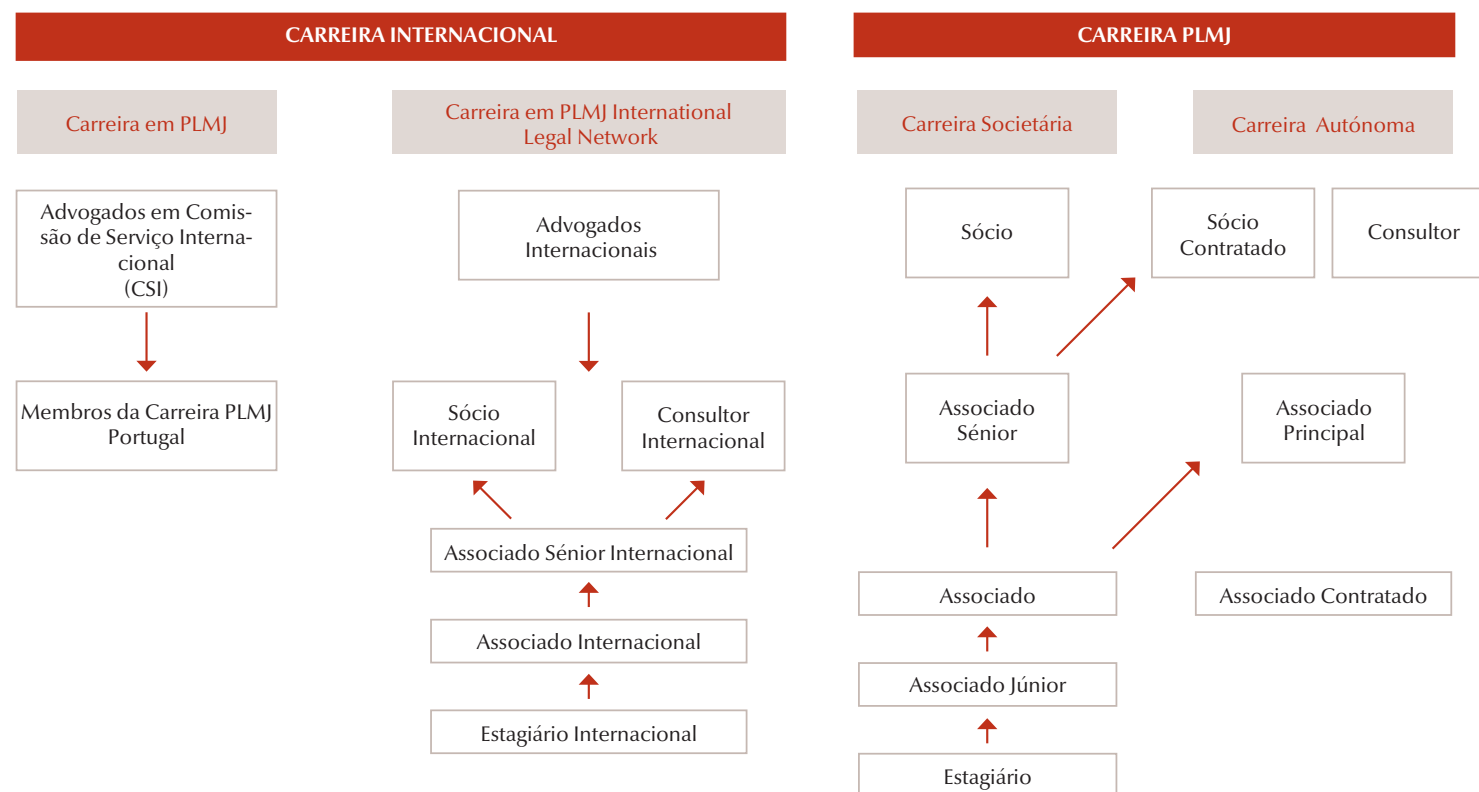 CARREIRA INTERNACIONAL
CARREIRA PLMJ
Carreira em PLMJ
Carreira em PLMJ International
Legal Network
Carreira Societária
Carreira Autónoma
Advogados em Comis-
são de Serviço Interna-
cional
(CSI)
Advogados
Internacionais
Sócio
Sócio
Contratado
Consultor
Membros da Carreira PLMJ
Portugal
Sócio
Internacional
Consultor
Internacional
Associado
Sénior
Associado
Principal
Associado Sénior Internacional
Associado
Associado Contratado
Associado Internacional
Associado Júnior
Estagiário Internacional
Estagiário